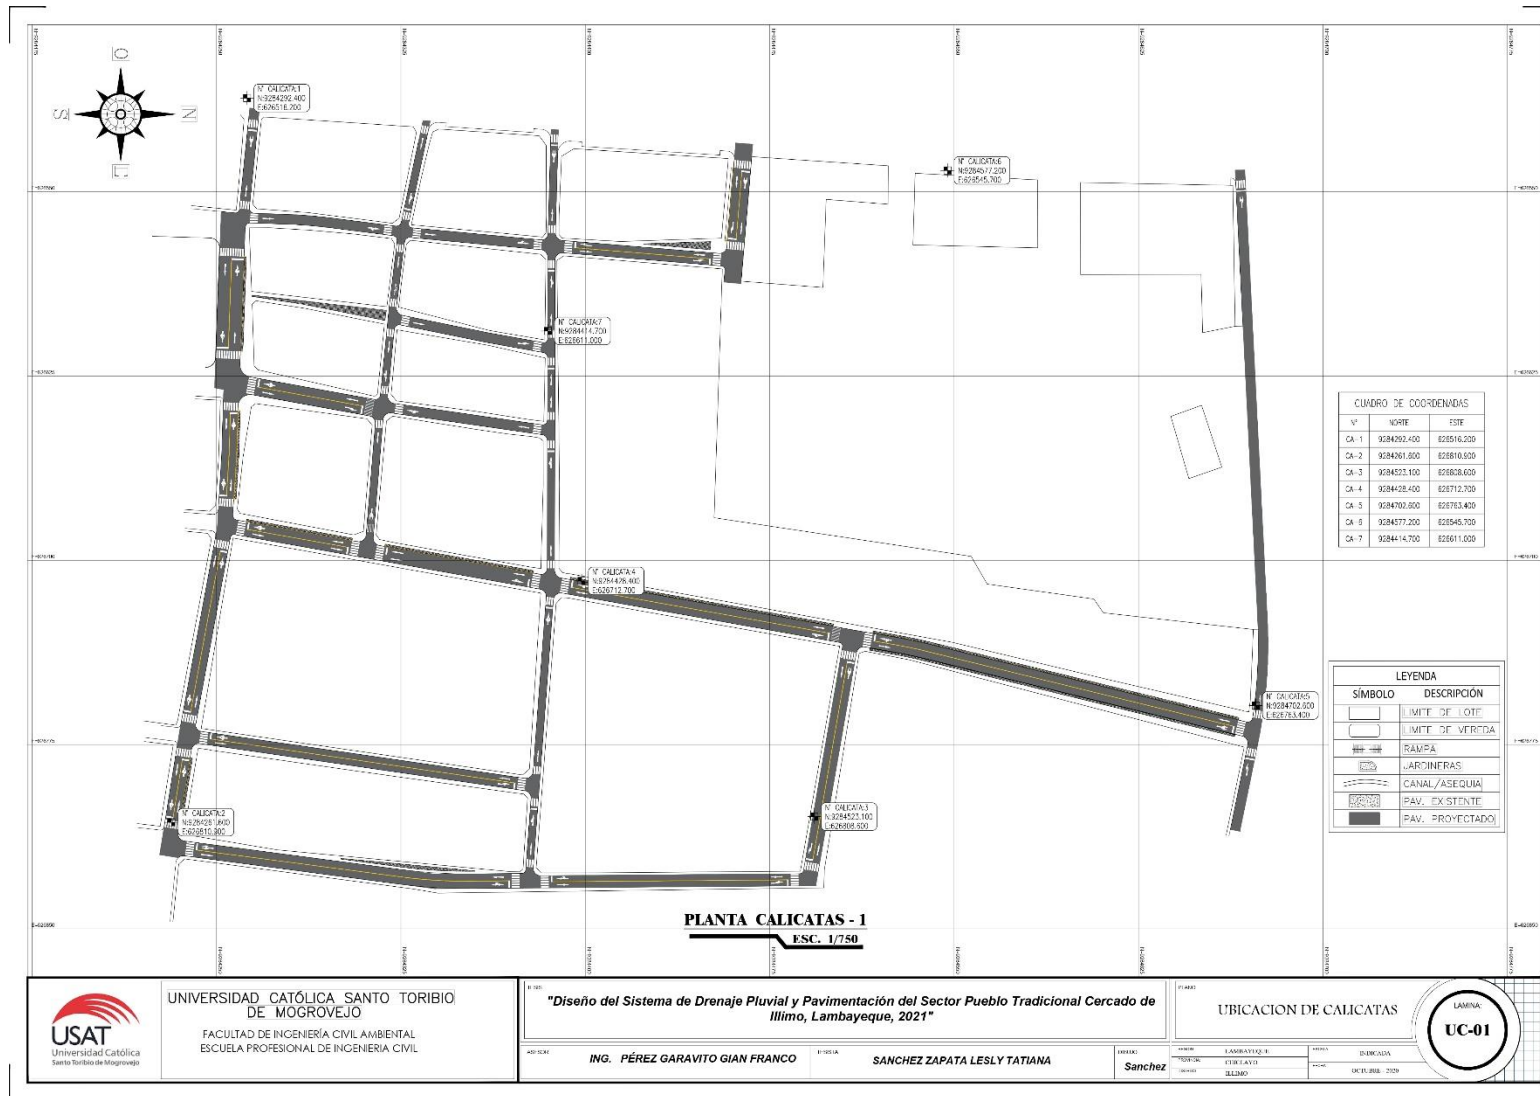 O
S
N
E
N° CALICATA:1
N:9284292.400
E:626516.200
N° CALICATA:6
N:9284577.200
E:626545.700
N° CALICATA:7
N:9284414.700
E:626611.000
N° CALICATA:4
N:9284428.400
E:626712.700
N° CALICATA:5
N:9284702.600
E:626763.400
N° CALICATA:2
N:9284261.600
E:626810.900
N° CALICATA:3
N:9284523.100
E:626808.600
CUADRO DE COORDENADAS
N° NORTE ESTE
CA-1 9284292.400 626516.200
CA-2 9284261.600 626810.900
CA-3 9284523.100 626808.600
CA-4 9284428.400 626712.700
CA-5 9284702.600 626763.400
CA-6 9284577.200 626545.700
CA-7 9284414.700 626611.000
LEYENDA
SÍMBOLO DESCRIPCIÓN
LIMITE DE LOTE
LIMITE DE VEREDA
RAMPA
JARDINERAS
CANAL/ASEQUIA
PAV. EXISTENTE
PAV. PROYECTADO
PLANTA CALICATAS - 1
ESC. 1/750
USAT
Universidad Católica
Santo Toribio de Mogrovejo
UNIVERSIDAD CATÓLICA SANTO TORIBIO
DE MOGROVEJO
FACULTAD DE INGENIERÍA CIVIL AMBIENTAL
ESCUELA PROFESIONAL DE INGENIERIA CIVIL
"Diseño del Sistema de Drenaje Pluvial y Pavimentación del Sector Pueblo Tradicional Cercado de
Illimo, Lambayeque, 2021"
ING. PÉREZ GARAVITO GIAN FRANCO
SANCHEZ ZAPATA LESLY TATIANA
Sanchez
UBICACION DE CALICATAS
LAMBAYEQUE
CHICLAYO
ILLIMO
INDICADA
OCTUBRE - 2020
LAMINA:
UC-01